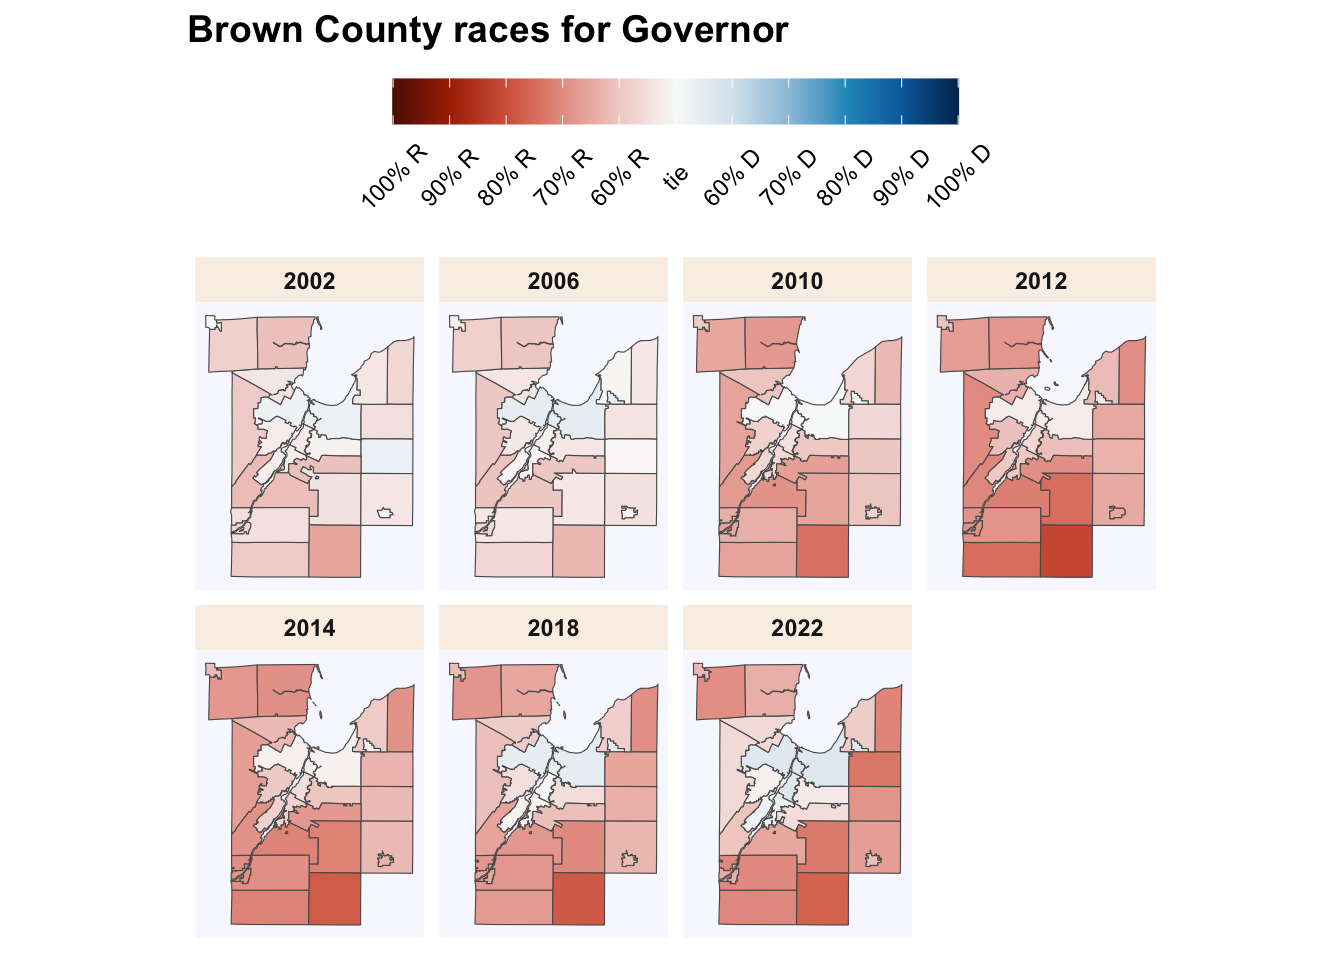 Brown County races for Governor
100% R 90% R 80% R 70% R 60% R tie 60% D 70% D 80% D 90% D 100% D
2002 2006 2010 2012
2014 2018 2022